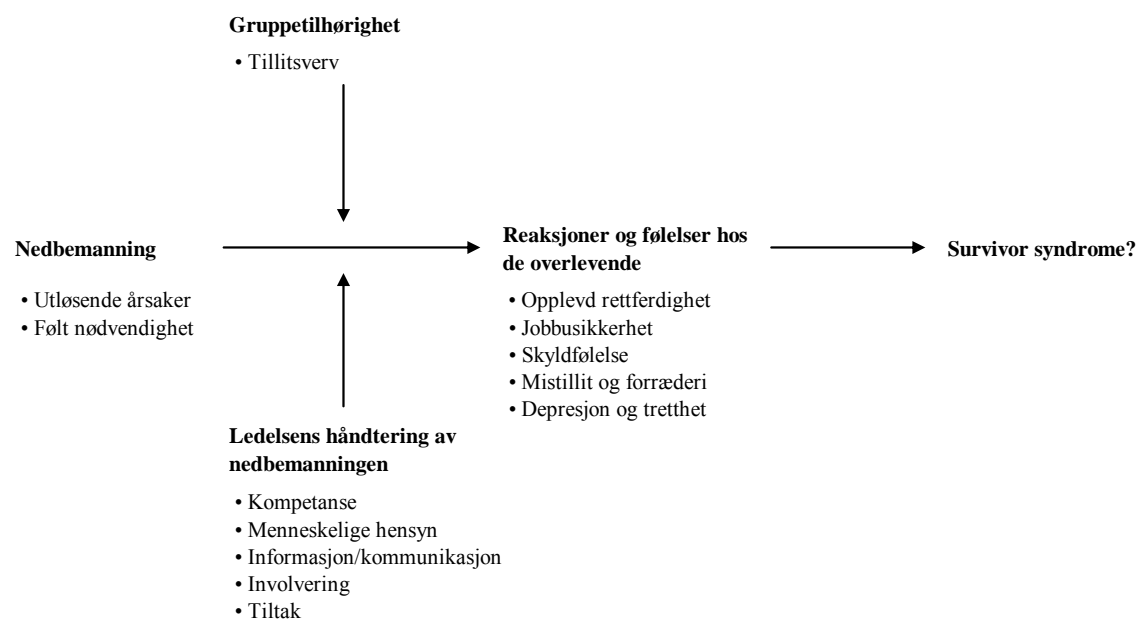 Gruppetilhørighet
• Tillitsverv
Nedbemanning
• Utløsende årsaker
• Følt nødvendighet
Reaksjoner og følelser hos
de overlevende
• Opplevd rettferdighet
• Jobbusikkerhet
• Skyldfølelse
• Mistillit og forræderi
• Depresjon og tretthet
Survivor syndrome?
Ledelsens håndtering av
nedbemanningen
• Kompetanse
• Menneskelige hensyn
• Informasjon/kommunikasjon
• Involvering
• Tiltak